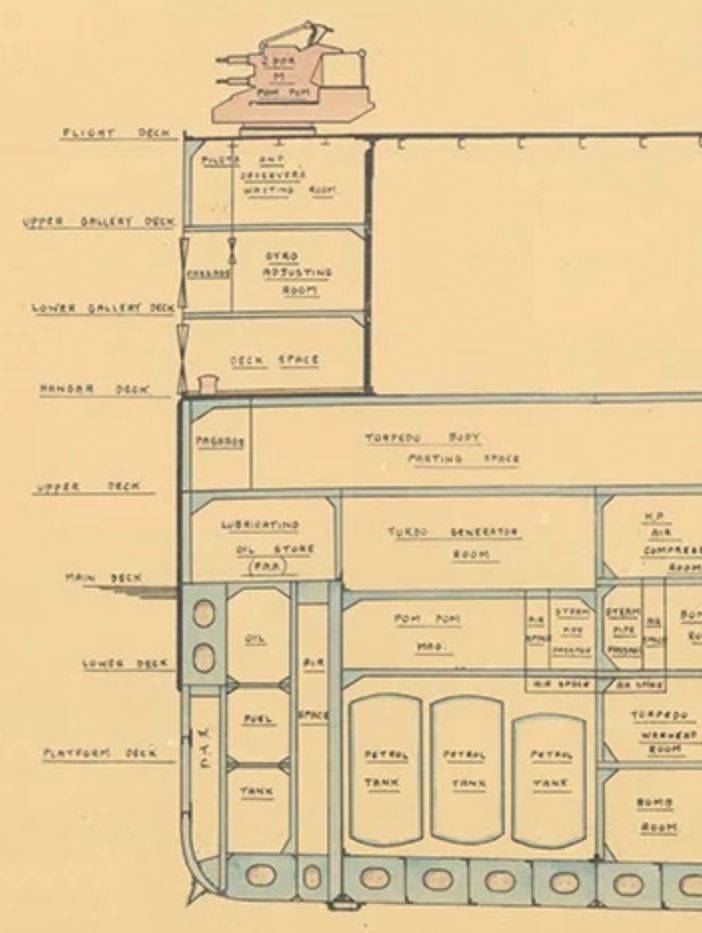 2 PDR
M
POM POM
FLIGHT DECK
PILOTS AND
OBSERVERS
WAITING ROOM
UPPER GALLERY DECK
PASSAGE
GYRO
ADJUSTING
ROOM
LOWER GALLERY DECK
DECK SPACE
HANGAR DECK
PASSAGE
TORPEDO BODY
PARTING SPACE
UPPER DECK
LUBRICATING
OIL STORE
(FAA)
TURBO GENERATOR
ROOM
H.P.
AIR
COMPRESS
ROOM
MAIN DECK
OIL
FUEL
TANK
AIR
SPACE
POM POM
MAG:
AIR
SPACE
STEAM
PIPE
PASSAGE
STEAM
PIPE
PASSAGE
AIR
SPACE
BOM
RO
LOWER DECK
AIR SPACE
AIR SPACE
PETROL
TANK
PETROL
TANK
PETROL
TANK
TORPEDO
WARHEAD
ROOM
PLATFORM DECK
BOMB
ROOM